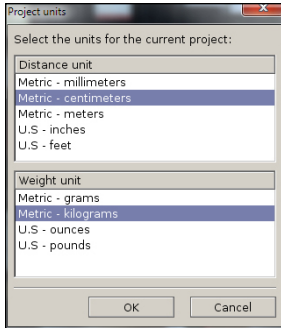 Project units
Select the units for the current project:
Distance unit
Metric - millimeters
Metric - centimeters
Metric - meters
U.S - inches
U.S - feet
Weight unit
Metric - grams
Metric - kilograms
U.S - ounces
U.S - pounds
OK
Cancel